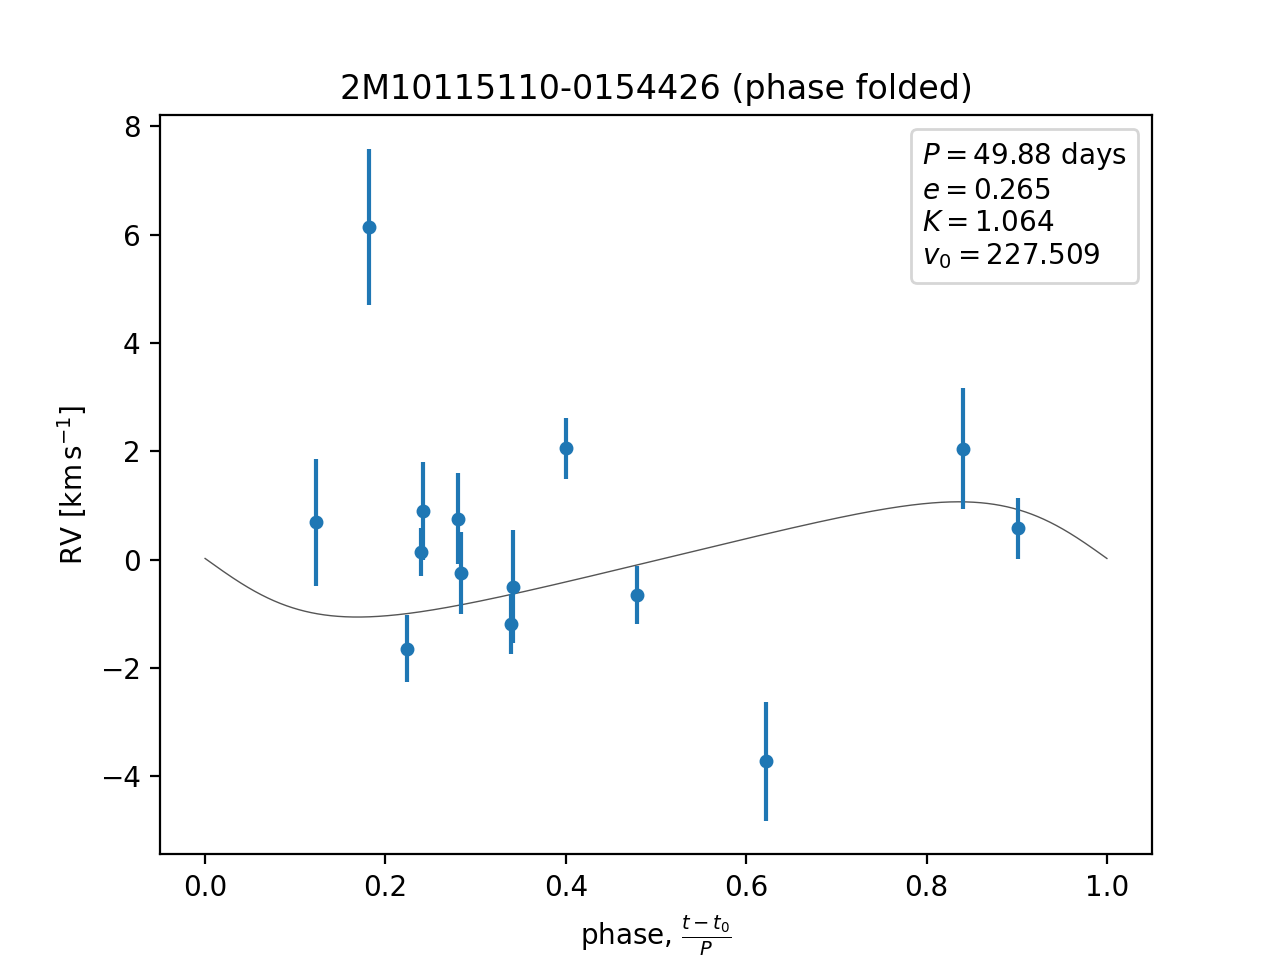 2M10115110-0154426 (phase folded)
P = 49.88 days
e = 0.265
K = 1.064
v₀ = 227.509
8
6
4
2
0
−2
−4
RV [km s⁻¹]
0.0 0.2 0.4 0.6 0.8 1.0
phase, (t − t₀)/P